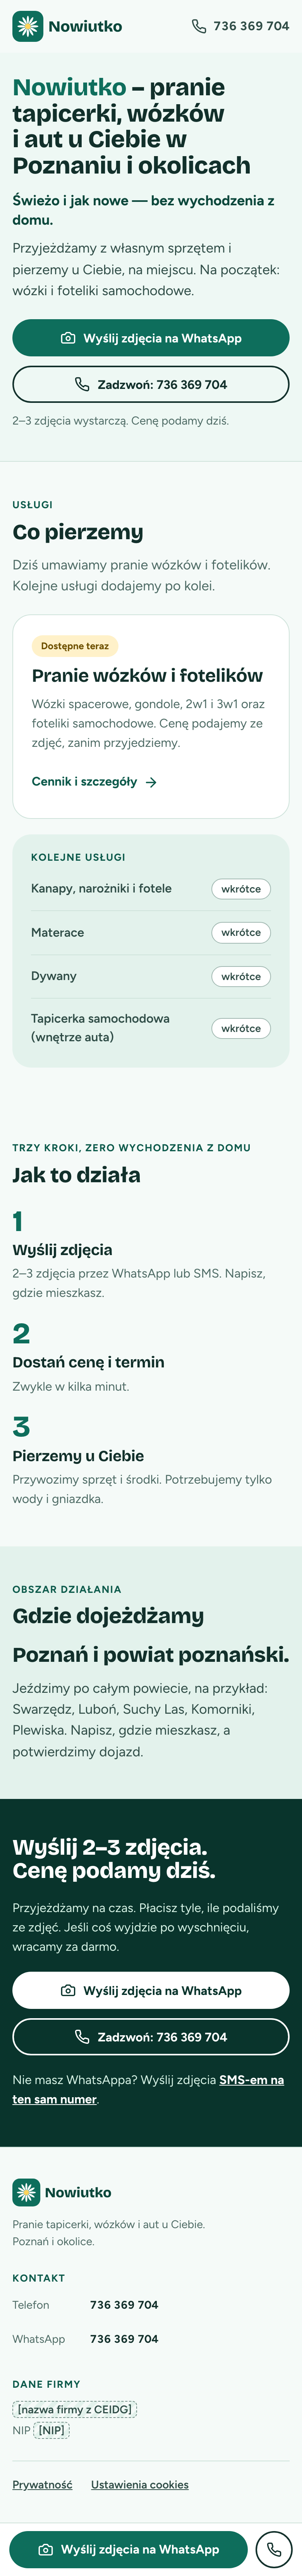 Nowiutko
736 369 704
Nowiutko – pranie
tapicerki, wózków
i aut u Ciebie w
Poznaniu i okolicach
Świeżo i jak nowe — bez wychodzenia z
domu.
Przyjeżdżamy z własnym sprzętem i
pierzemy u Ciebie, na miejscu. Na początek:
wózki i foteliki samochodowe.
Wyślij zdjęcia na WhatsApp
Zadzwoń: 736 369 704
2–3 zdjęcia wystarczą. Cenę podamy dziś.
USŁUGI
Co pierzemy
Dziś umawiamy pranie wózków i fotelików.
Kolejne usługi dodajemy po kolei.
Dostępne teraz
Pranie wózków i fotelików
Wózki spacerowe, gondole, 2w1 i 3w1 oraz
foteliki samochodowe. Cenę podajemy ze
zdjęć, zanim przyjedziemy.
Cennik i szczegóły
KOLEJNE USŁUGI
Kanapy, narożniki i fotele
wkrótce
Materace
wkrótce
Dywany
wkrótce
Tapicerka samochodowa
(wnętrze auta)
wkrótce
TRZY KROKI, ZERO WYCHODZENIA Z DOMU
Jak to działa
1
Wyślij zdjęcia
2–3 zdjęcia przez WhatsApp lub SMS. Napisz,
gdzie mieszkasz.
2
Dostań cenę i termin
Zwykle w kilka minut.
3
Pierzemy u Ciebie
Przywozimy sprzęt i środki. Potrzebujemy tylko
wody i gniazdka.
OBSZAR DZIAŁANIA
Gdzie dojeżdżamy
Poznań i powiat poznański.
Jeździmy po całym powiecie, na przykład:
Swarzędz, Luboń, Suchy Las, Komorniki,
Plewiska. Napisz, gdzie mieszkasz, a
potwierdzimy dojazd.
Wyślij 2–3 zdjęcia.
Cenę podamy dziś.
Przyjeżdżamy na czas. Płacisz tyle, ile podaliśmy
ze zdjęć. Jeśli coś wyjdzie po wyschnięciu,
wracamy za darmo.
Wyślij zdjęcia na WhatsApp
Zadzwoń: 736 369 704
Nie masz WhatsAppa? Wyślij zdjęcia SMS-em na
ten sam numer.
Nowiutko
Pranie tapicerki, wózków i aut u Ciebie.
Poznań i okolice.
KONTAKT
Telefon
736 369 704
WhatsApp
736 369 704
DANE FIRMY
[nazwa firmy z CEIDG]
NIP [NIP]
Prywatność
Ustawienia cookies
Wyślij zdjęcia na WhatsApp